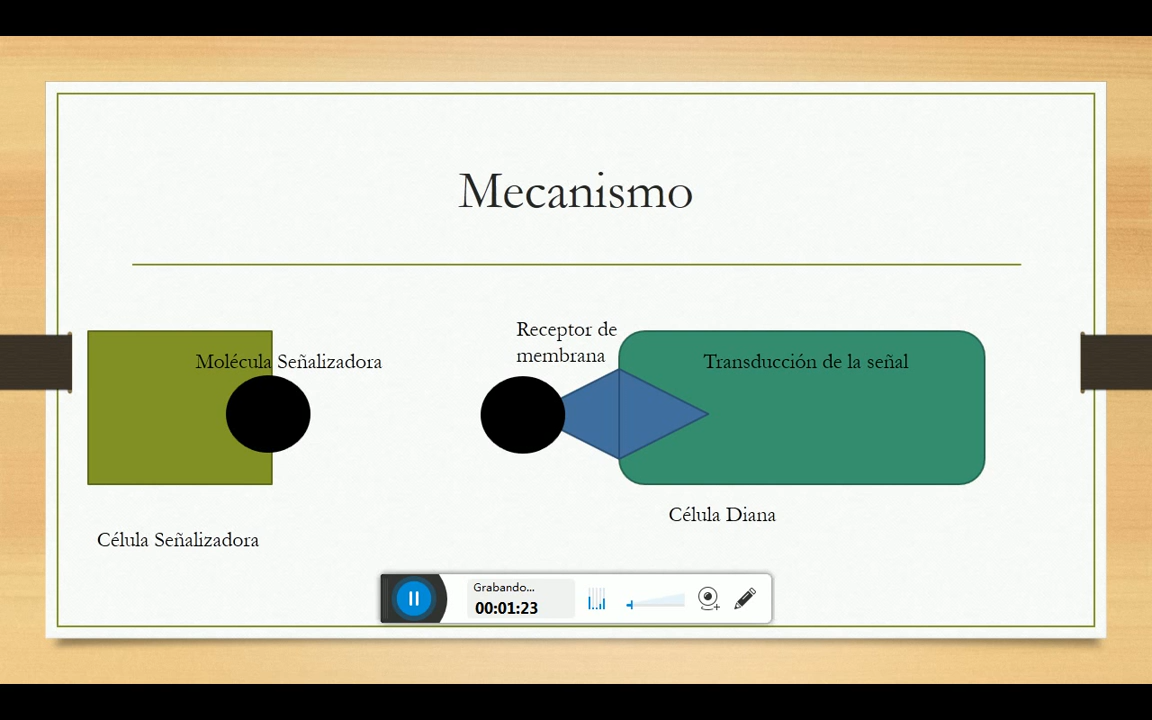 Mecanismo
Molécula Señalizadora
Receptor de
membrana
Transducción de la señal
Célula Diana
Célula Señalizadora
Grabando...
00:01:23